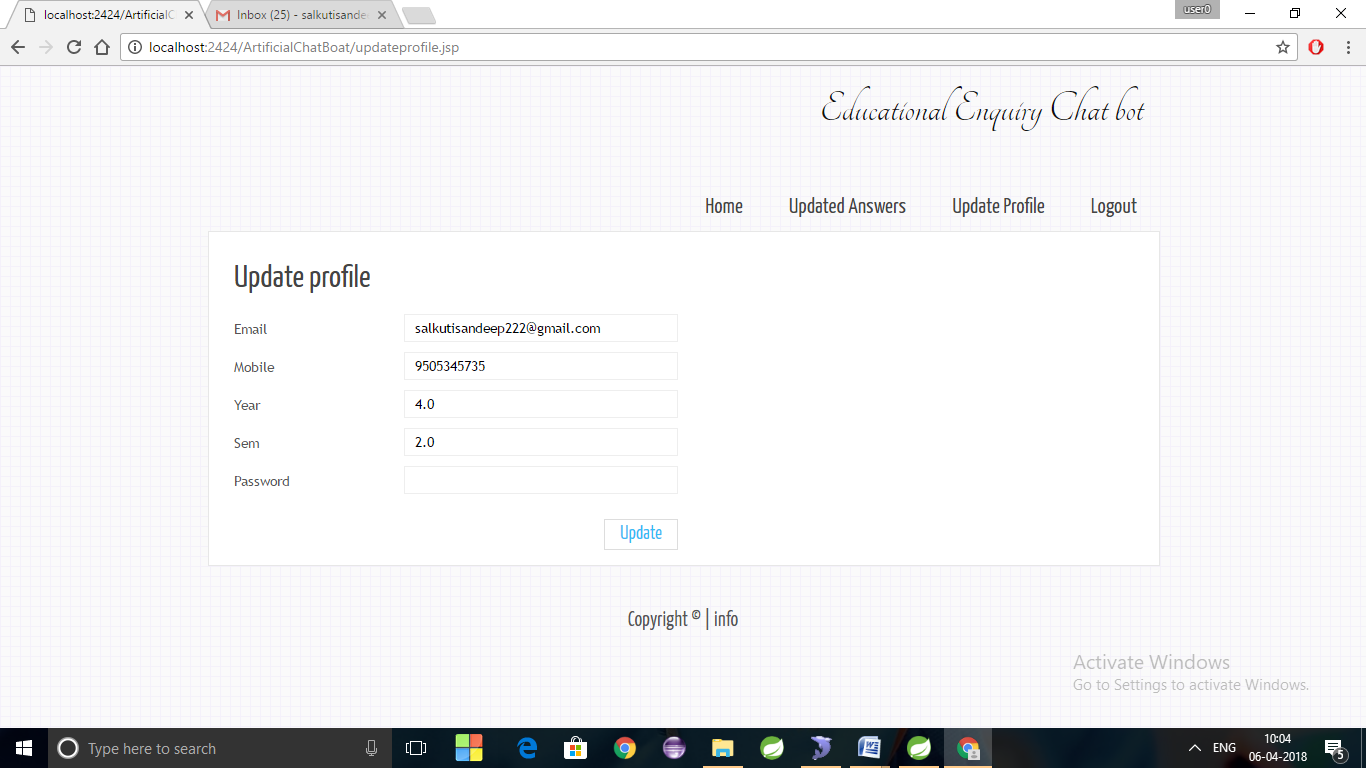 localhost:2424/ArtificialC
Inbox (25) - salkutisande
user0
localhost:2424/ArtificialChatBoat/updateprofile.jsp
Educational Enquiry Chat bot
Home Updated Answers Update Profile Logout
Update profile
Email salkutisandeep222@gmail.com
Mobile 9505345735
Year 4.0
Sem 2.0
Password
Update
Copyright © | info
Activate Windows
Go to Settings to activate Windows.
Type here to search
ENG
10:04
06-04-2018
5